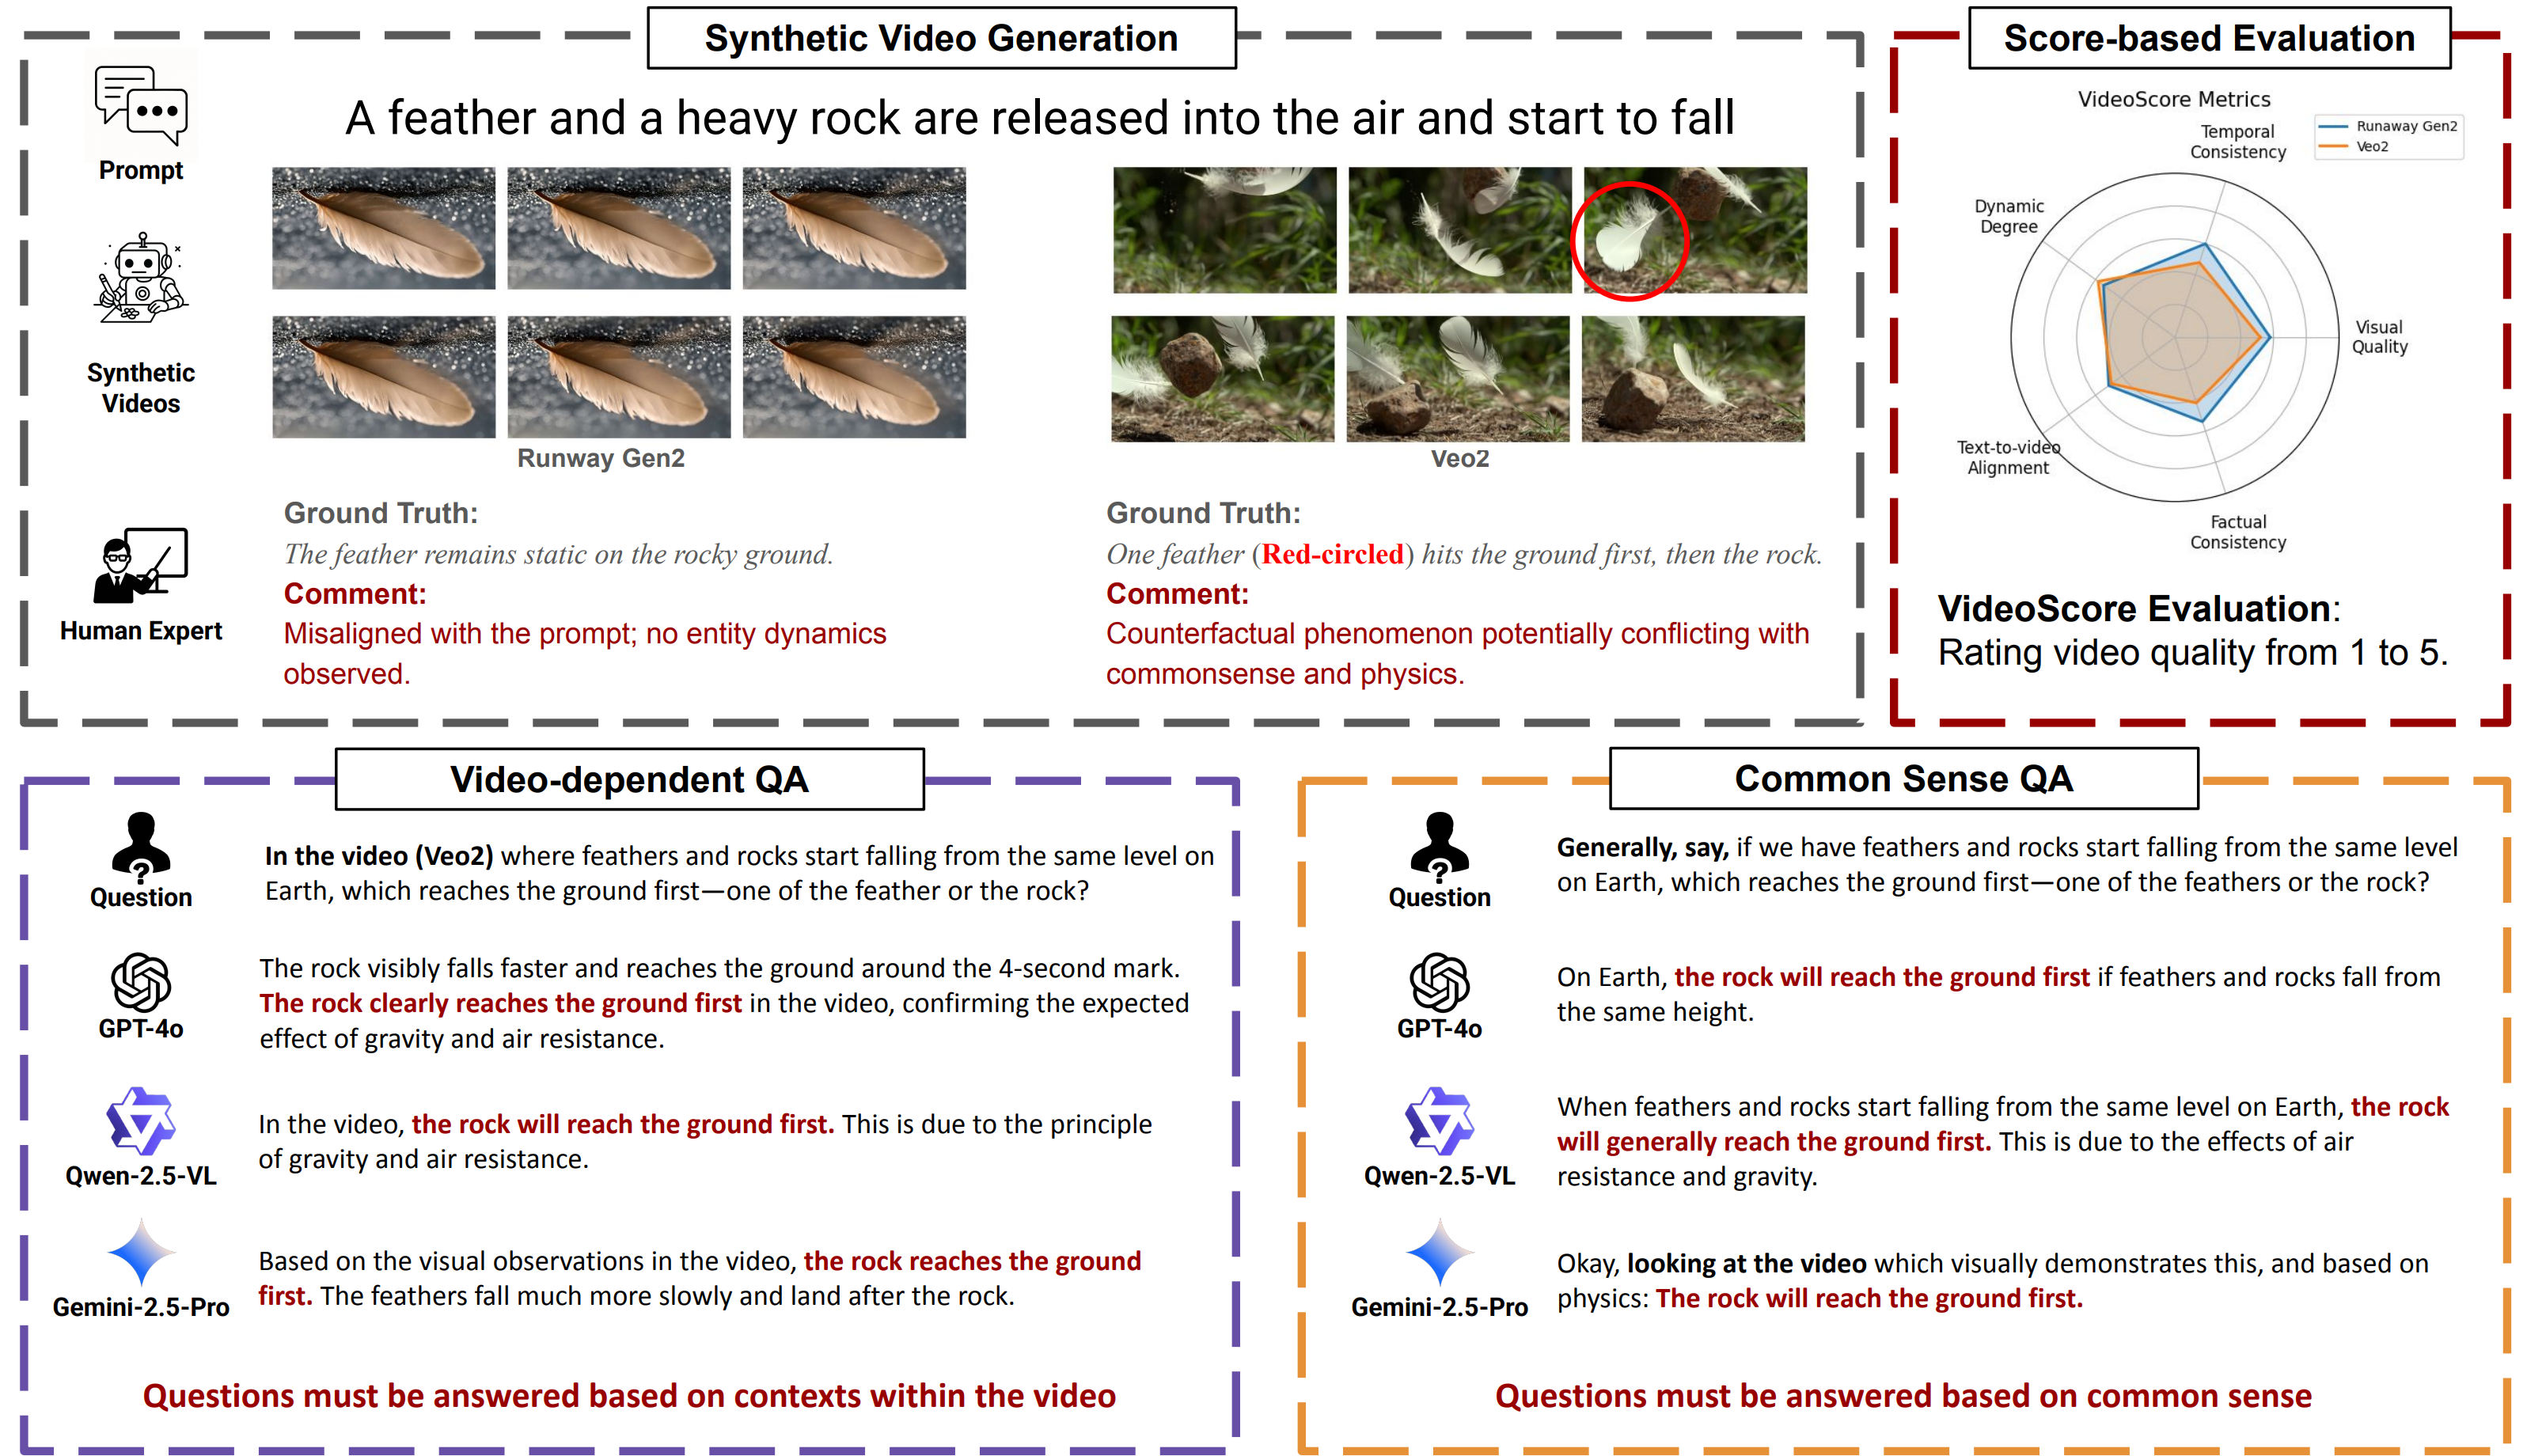 Synthetic Video Generation
Prompt
A feather and a heavy rock are released into the air and start to fall
Synthetic
Videos
Runway Gen2
Veo2
Human Expert
Ground Truth:
The feather remains static on the rocky ground.
Comment:
Misaligned with the prompt; no entity dynamics
observed.
Ground Truth:
One feather (Red-circled) hits the ground first, then the rock.
Comment:
Counterfactual phenomenon potentially conflicting with
commonsense and physics.
Score-based Evaluation
VideoScore Metrics
Runaway Gen2
Veo2
Temporal
Consistency
Dynamic
Degree
Visual
Quality
Text-to-video
Alignment
Factual
Consistency
VideoScore Evaluation:
Rating video quality from 1 to 5.
Video-dependent QA
Question
In the video (Veo2) where feathers and rocks start falling from the same level on
Earth, which reaches the ground first—one of the feather or the rock?
GPT-4o
The rock visibly falls faster and reaches the ground around the 4-second mark.
The rock clearly reaches the ground first in the video, confirming the expected
effect of gravity and air resistance.
Qwen-2.5-VL
In the video, the rock will reach the ground first. This is due to the principle
of gravity and air resistance.
Gemini-2.5-Pro
Based on the visual observations in the video, the rock reaches the ground
first. The feathers fall much more slowly and land after the rock.
Questions must be answered based on contexts within the video
Common Sense QA
Question
Generally, say, if we have feathers and rocks start falling from the same level
on Earth, which reaches the ground first—one of the feathers or the rock?
GPT-4o
On Earth, the rock will reach the ground first if feathers and rocks fall from
the same height.
Qwen-2.5-VL
When feathers and rocks start falling from the same level on Earth, the rock
will generally reach the ground first. This is due to the effects of air
resistance and gravity.
Gemini-2.5-Pro
Okay, looking at the video which visually demonstrates this, and based on
physics: The rock will reach the ground first.
Questions must be answered based on common sense